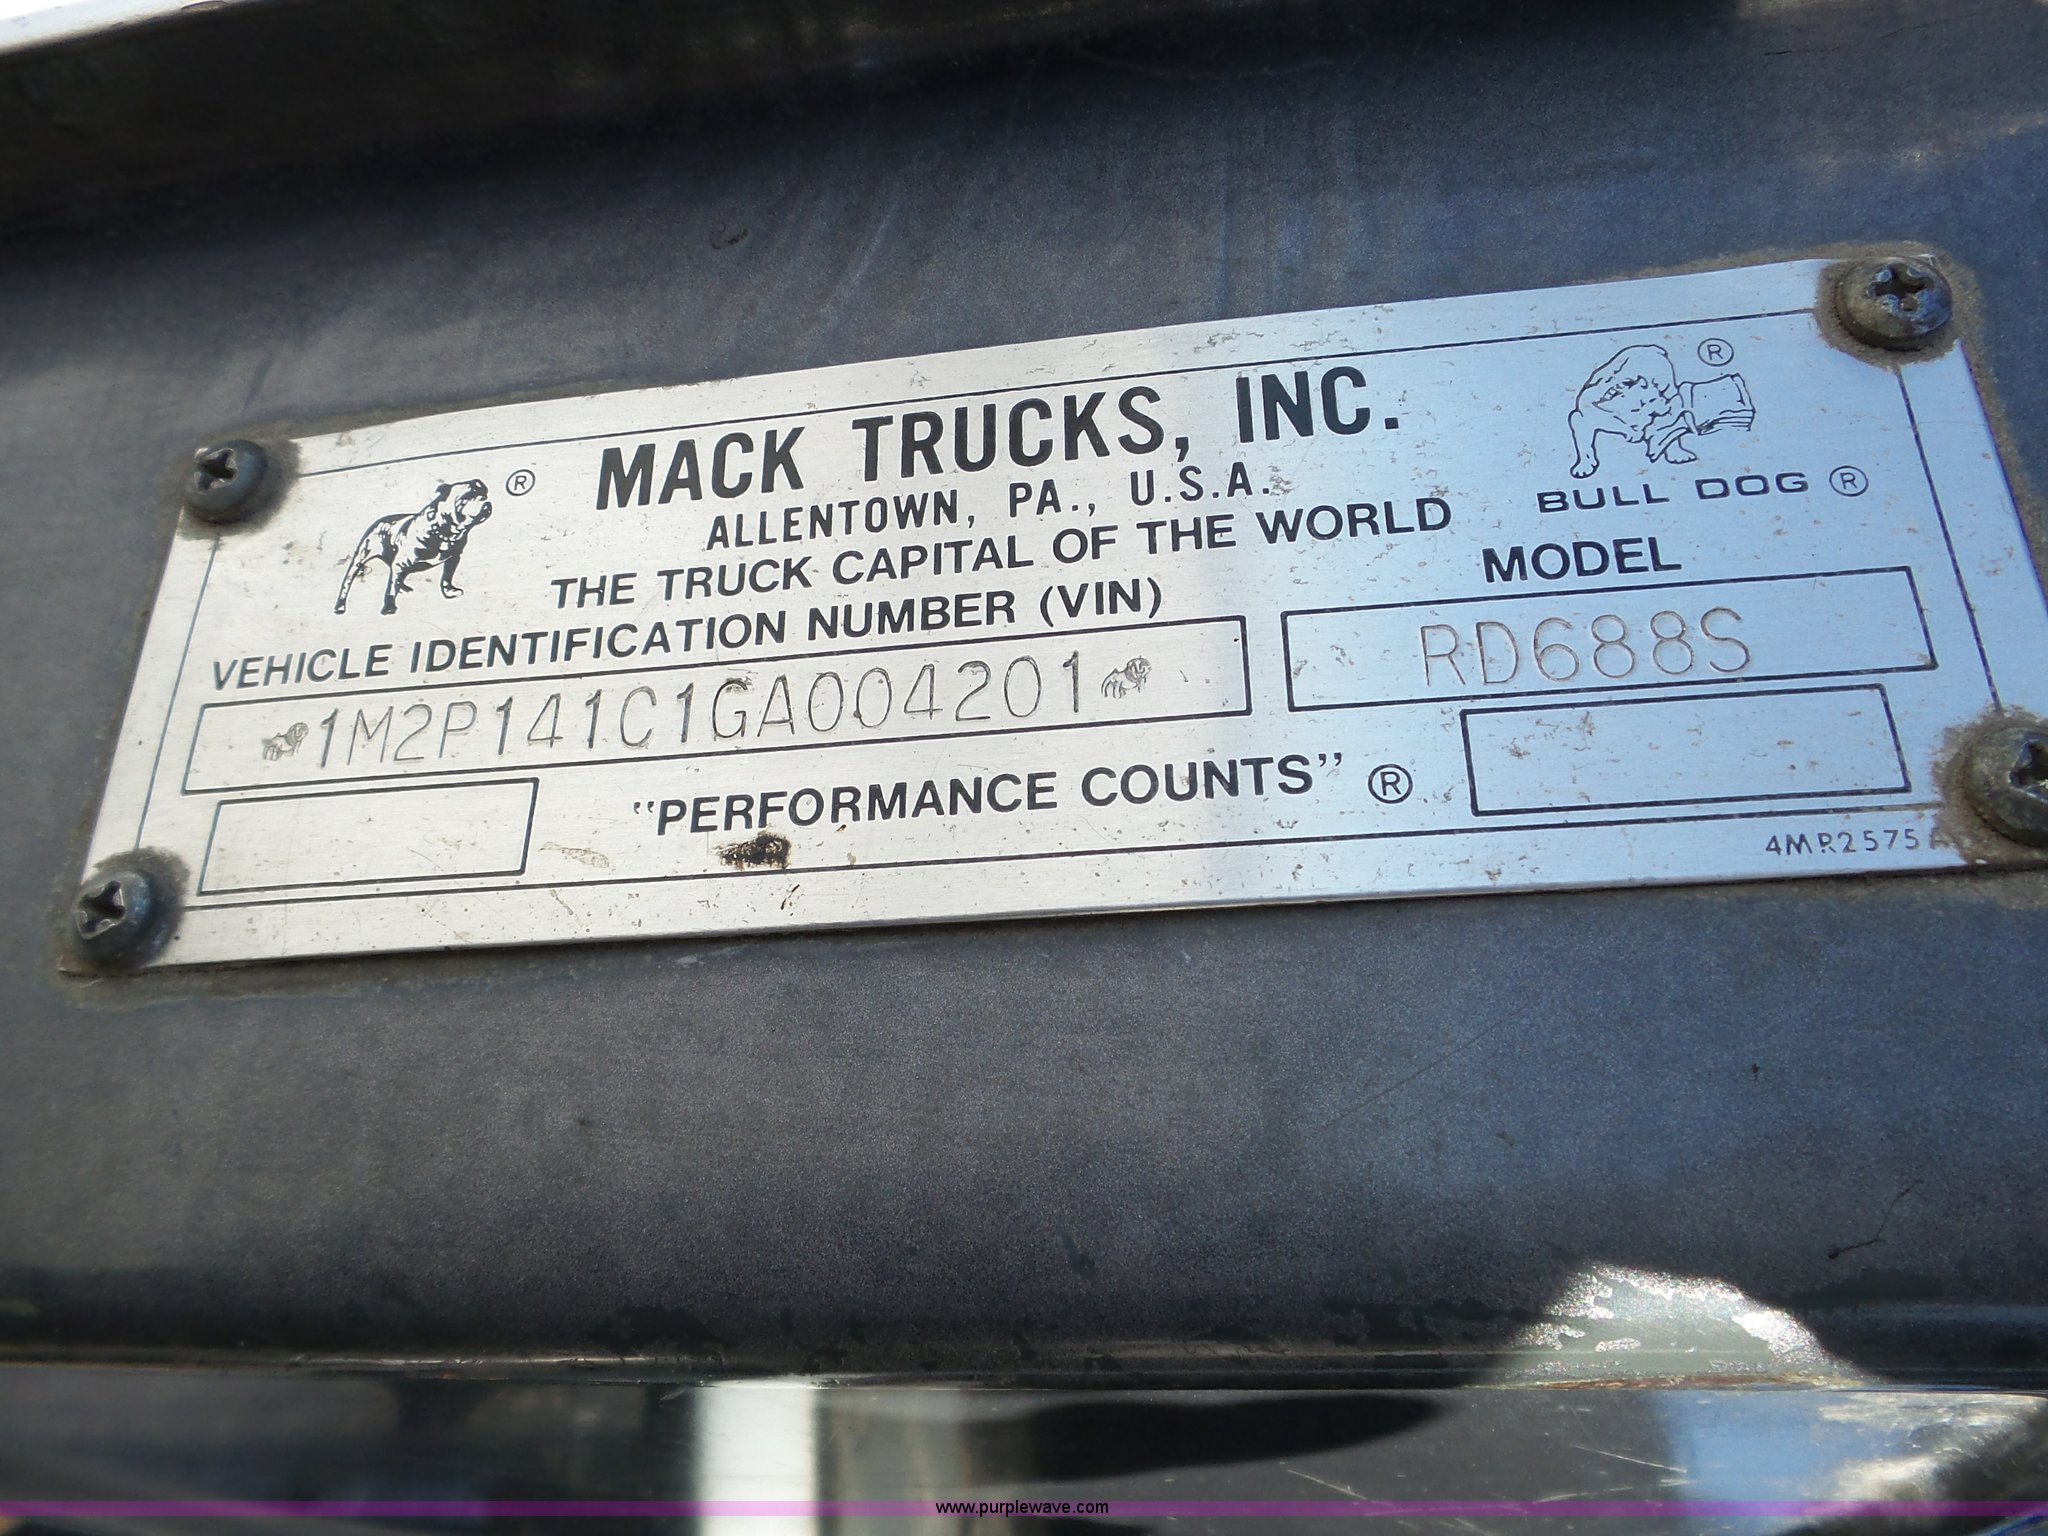 MACK TRUCKS, INC.
ALLENTOWN, PA., U.S.A.
THE TRUCK CAPITAL OF THE WORLD
®
®
BULL DOG ®
VEHICLE IDENTIFICATION NUMBER (VIN)
1M2P141C1GA004201
MODEL
RD688S
"PERFORMANCE COUNTS" ®
4MR2575A
www.purplewave.com